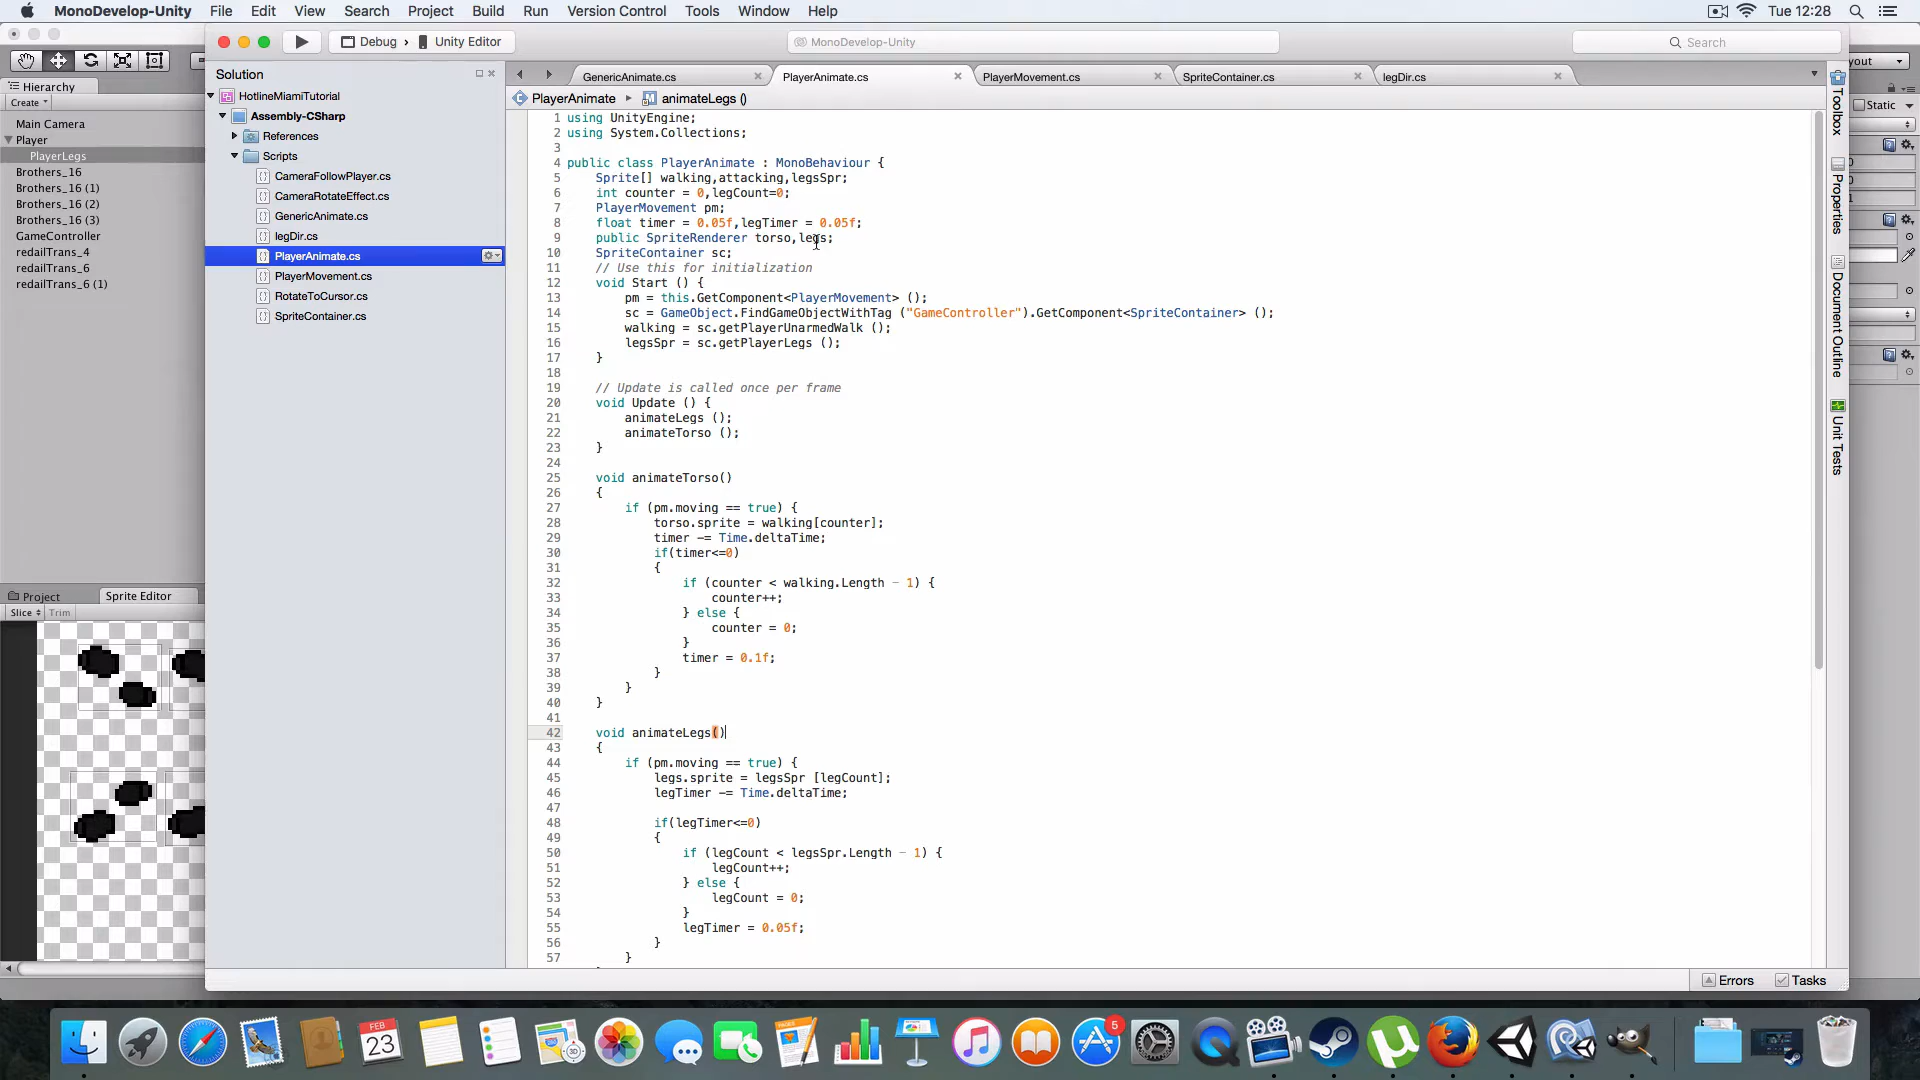 MonoDevelop-Unity File Edit View Search Project Build Run Version Control Tools Window Help Tue 12:28
Debug › Unity Editor MonoDevelop-Unity Search
Hierarchy
Create
Main Camera
Player
PlayerLegs
Brothers_16
Brothers_16 (1)
Brothers_16 (2)
Brothers_16 (3)
GameController
redailTrans_4
redailTrans_6
redailTrans_6 (1)
Project Sprite Editor
Slice Trim
Solution
HotlineMiamiTutorial
Assembly-CSharp
References
Scripts
CameraFollowPlayer.cs
CameraRotateEffect.cs
GenericAnimate.cs
legDir.cs
PlayerAnimate.cs
PlayerMovement.cs
RotateToCursor.cs
SpriteContainer.cs
GenericAnimate.cs PlayerAnimate.cs PlayerMovement.cs SpriteContainer.cs legDir.cs
PlayerAnimate animateLegs ()
1 using UnityEngine;
2 using System.Collections;
3
4 public class PlayerAnimate : MonoBehaviour {
5 Sprite[] walking,attacking,legsSpr;
6 int counter = 0,legCount=0;
7 PlayerMovement pm;
8 float timer = 0.05f,legTimer = 0.05f;
9 public SpriteRenderer torso,legs;
10 SpriteContainer sc;
11 // Use this for initialization
12 void Start () {
13 pm = this.GetComponent<PlayerMovement> ();
14 sc = GameObject.FindGameObjectWithTag ("GameController").GetComponent<SpriteContainer> ();
15 walking = sc.getPlayerUnarmedWalk ();
16 legsSpr = sc.getPlayerLegs ();
17 }
18
19 // Update is called once per frame
20 void Update () {
21 animateLegs ();
22 animateTorso ();
23 }
24
25 void animateTorso()
26 {
27 if (pm.moving == true) {
28 torso.sprite = walking[counter];
29 timer -= Time.deltaTime;
30 if(timer<=0)
31 {
32 if (counter < walking.Length - 1) {
33 counter++;
34 } else {
35 counter = 0;
36 }
37 timer = 0.1f;
38 }
39 }
40 }
41
42 void animateLegs()
43 {
44 if (pm.moving == true) {
45 legs.sprite = legsSpr [legCount];
46 legTimer -= Time.deltaTime;
47
48 if(legTimer<=0)
49 {
50 if (legCount < legsSpr.Length - 1) {
51 legCount++;
52 } else {
53 legCount = 0;
54 }
55 legTimer = 0.05f;
56 }
57 }
Toolbox
Properties
Document Outline
Unit Tests
yout
Static
Errors Tasks
FEB
23
3D
5